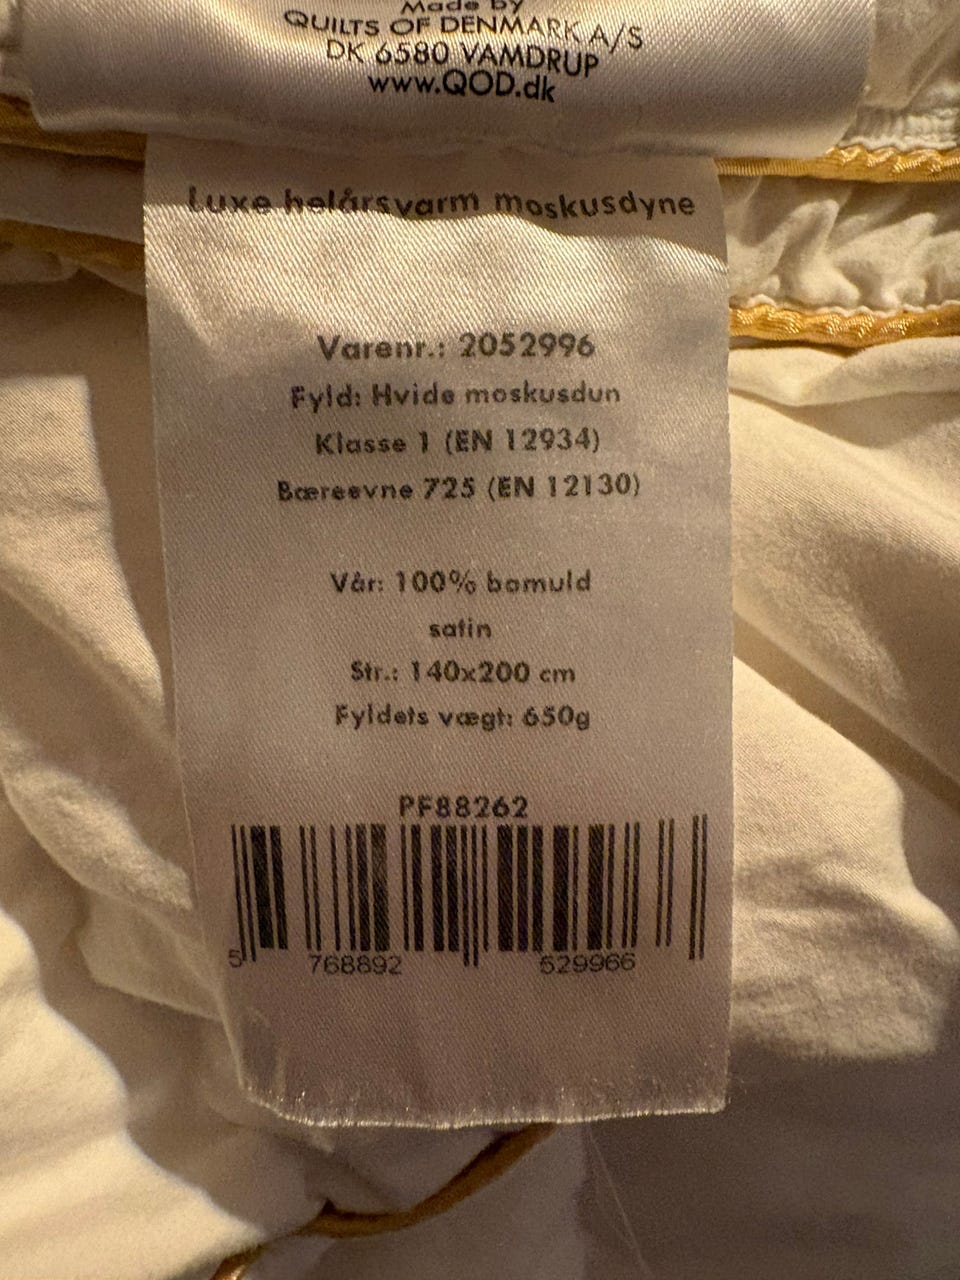 Made by
QUILTS OF DENMARK A/S
DK 6580 VAMDRUP
www.QOD.dk
Luxe helårsvarm moskusdyne
Varenr.: 2052996
Fyld: Hvide moskusdun
Klasse 1 (EN 12934)
Bæreevne 725 (EN 12130)
Vår: 100% bomuld
satin
Str.: 140x200 cm
Fyldets vægt: 650g
PF88262
5 768892 529966